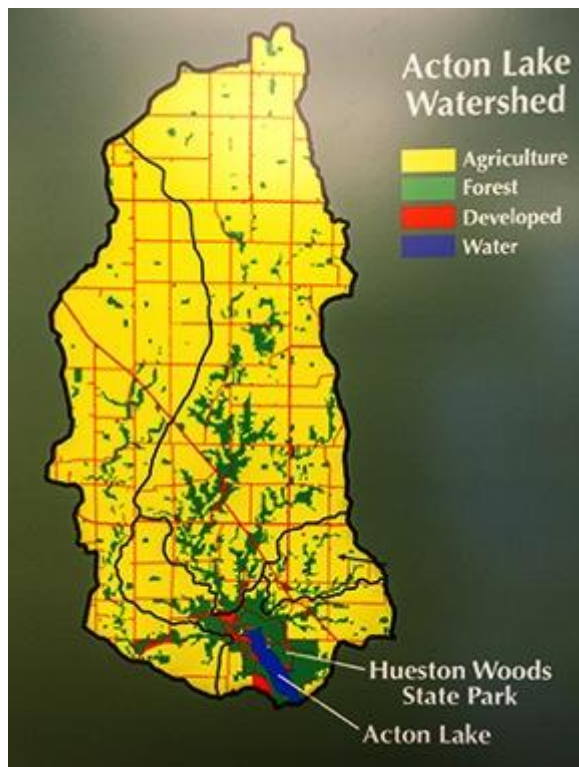 Acton Lake
Watershed
Agriculture
Forest
Developed
Water
Hueston Woods
State Park
Acton Lake